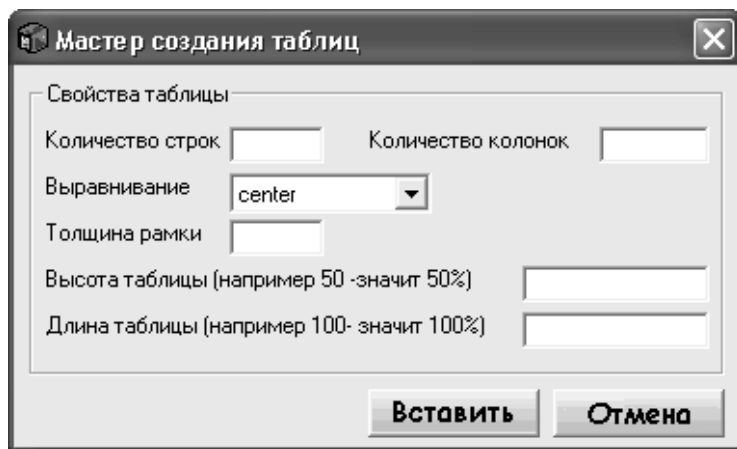 Мастер создания таблиц
Свойства таблицы
Количество строк Количество колонок
Выравнивание center
Толщина рамки
Высота таблицы (например 50 -значит 50%)
Длина таблицы (например 100- значит 100%)
Вставить Отмена